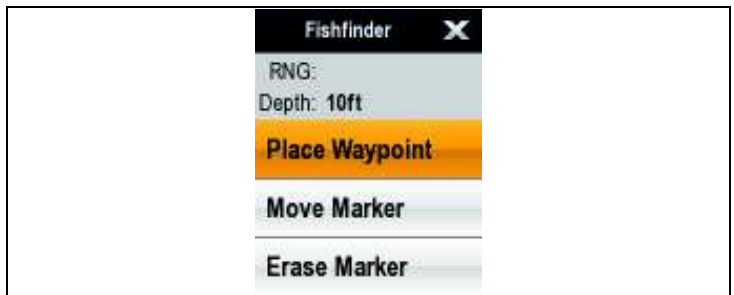 Fishfinder
RNG:
Depth: 10ft
Place Waypoint
Move Marker
Erase Marker